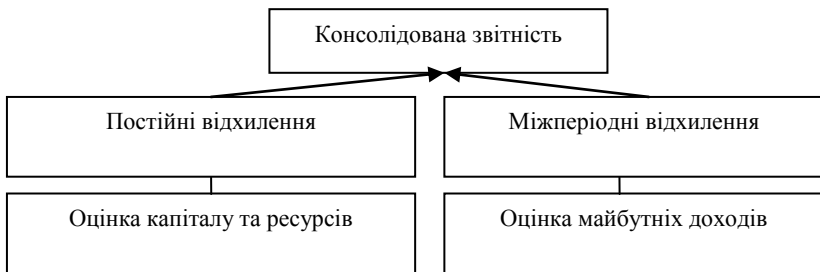 Консолідована звітність
Постійні відхилення
Міжперіодні відхилення
Оцінка капіталу та ресурсів
Оцінка майбутніх доходів